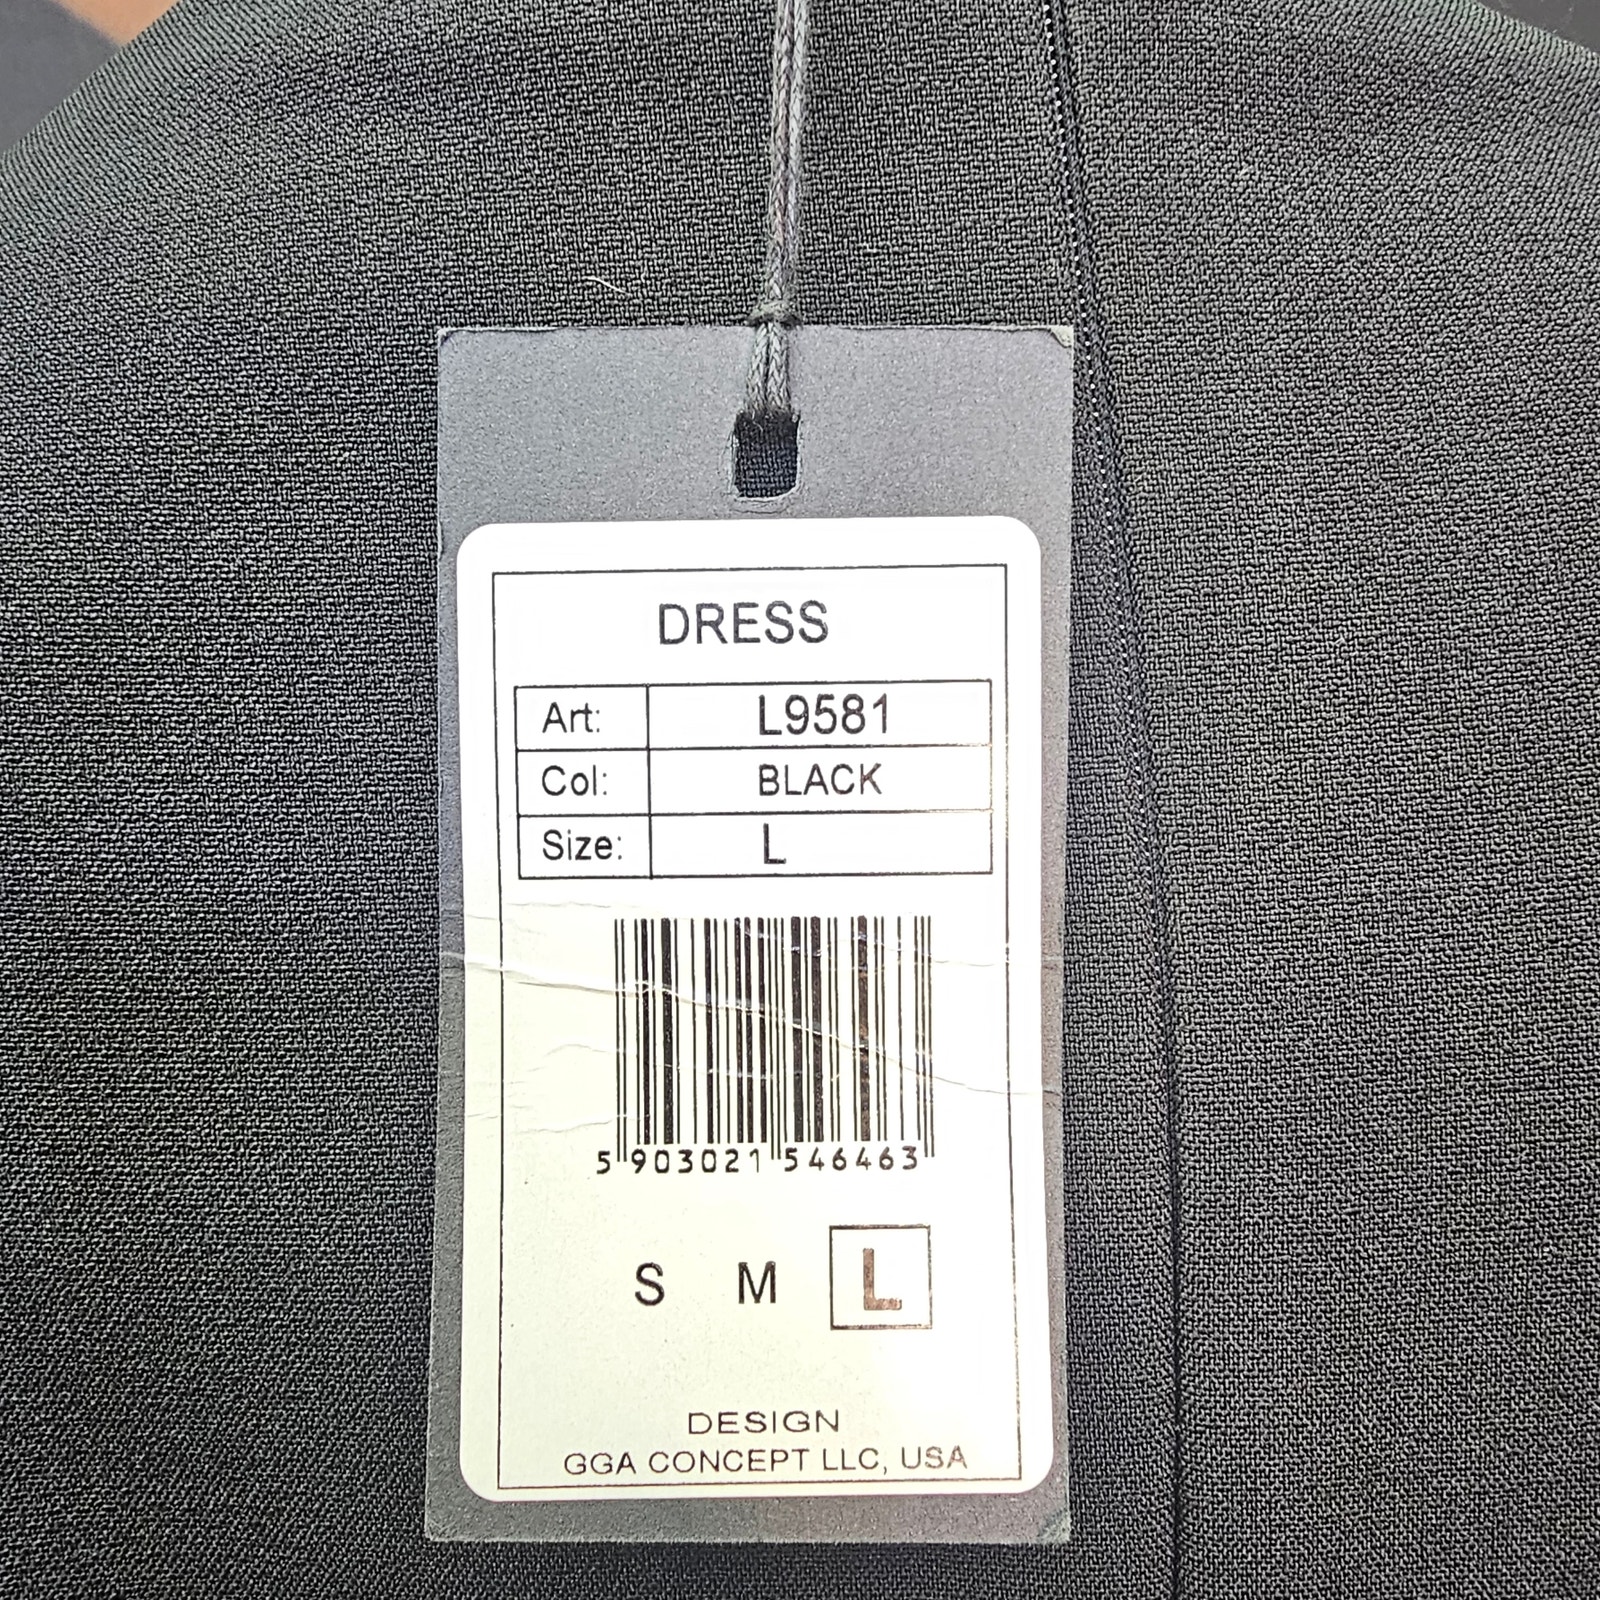 DRESS
Art: L9581
Col: BLACK
Size: L
5 903021 546463
S M L
DESIGN
GGA CONCEPT LLC, USA